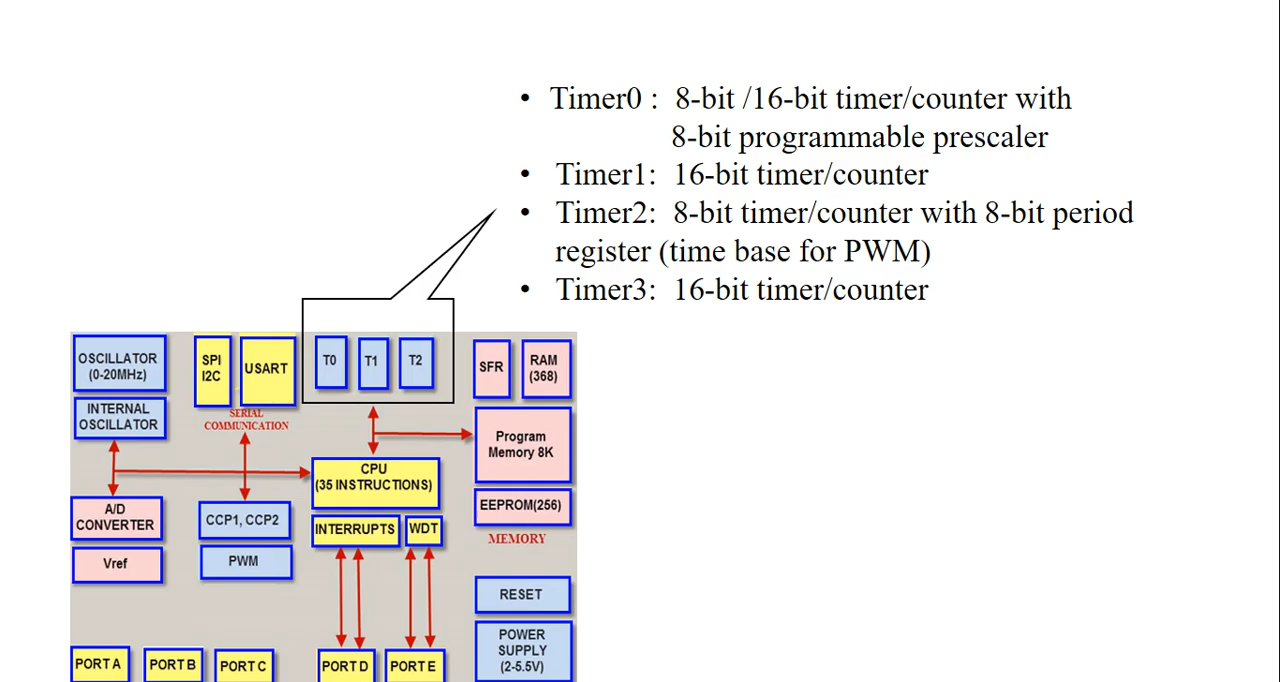 • Timer0 : 8-bit /16-bit timer/counter with
8-bit programmable prescaler
• Timer1: 16-bit timer/counter
• Timer2: 8-bit timer/counter with 8-bit period
register (time base for PWM)
• Timer3: 16-bit timer/counter
OSCILLATOR
(0-20MHz)
SPI
I2C
USART
T0
T1
T2
SFR
RAM
(368)
INTERNAL
OSCILLATOR
SERIAL
COMMUNICATION
Program
Memory 8K
CPU
(35 INSTRUCTIONS)
A/D
CONVERTER
CCP1, CCP2
INTERRUPTS
WDT
EEPROM(256)
MEMORY
Vref
PWM
RESET
POWER
SUPPLY
(2-5.5V)
PORT A
PORT B
PORT C
PORT D
PORT E